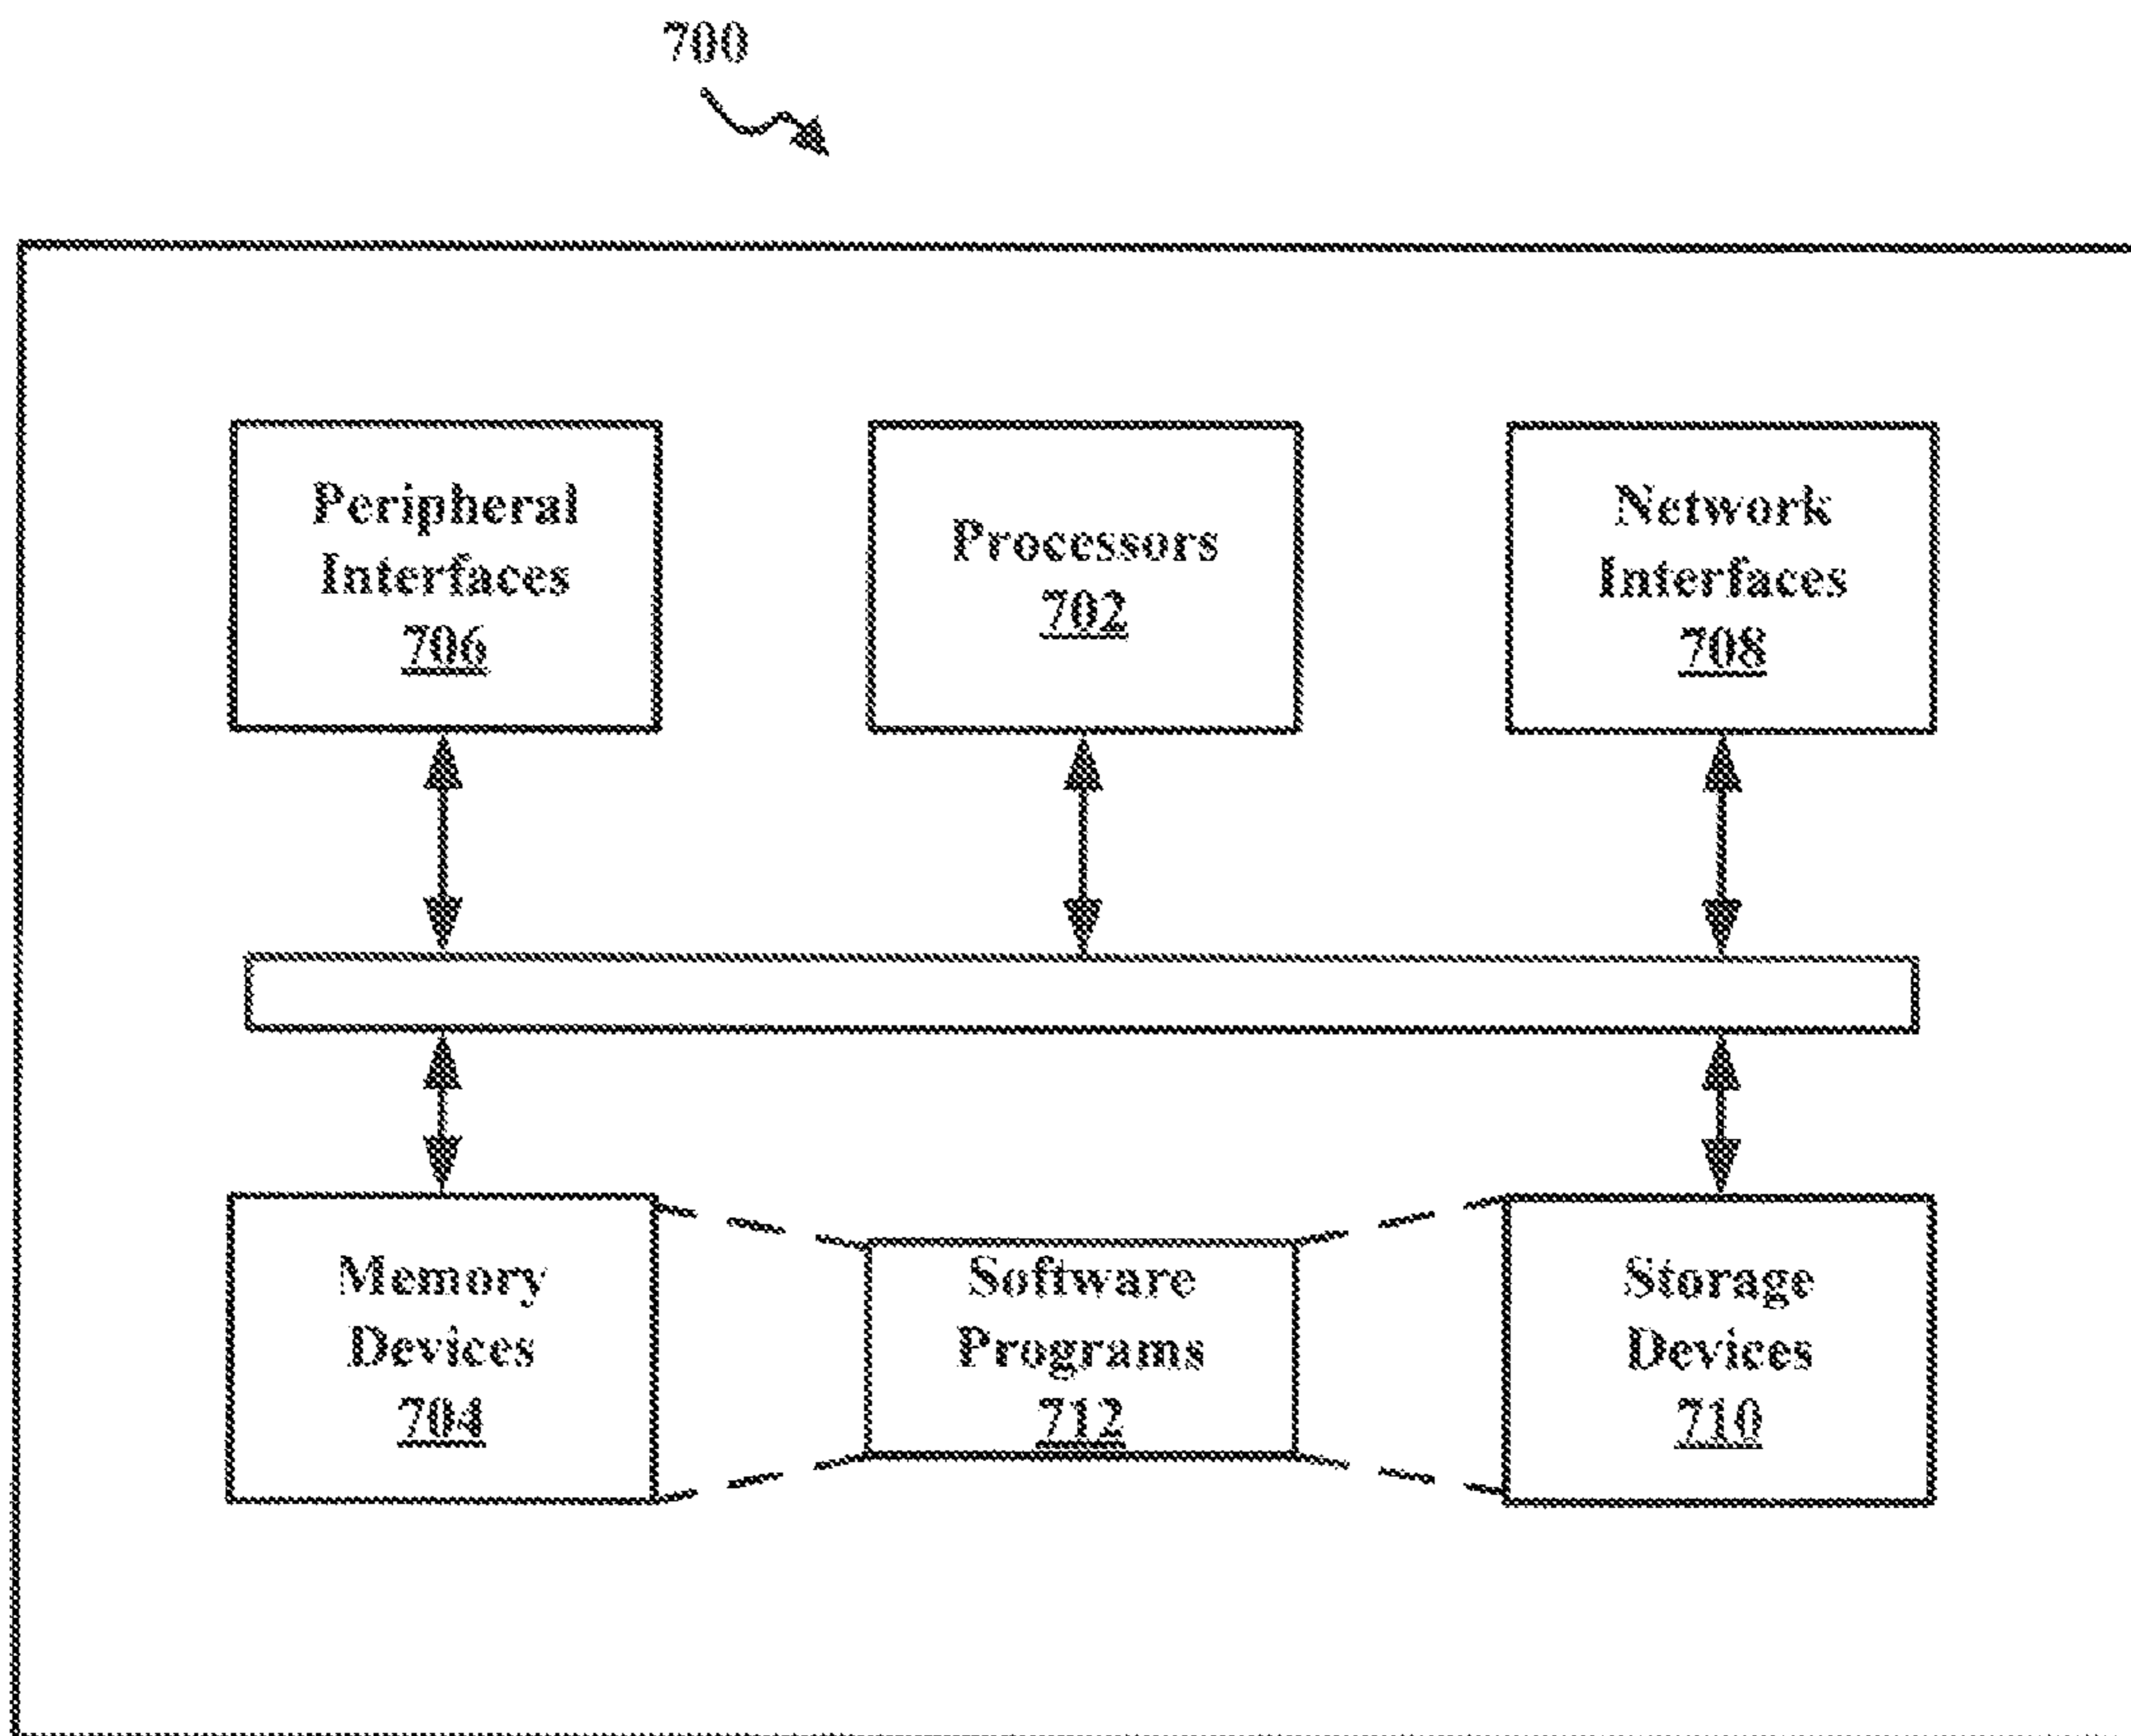 700
Peripheral
Interfaces
706
Processors
702
Network
Interfaces
708
Memory
Devices
704
Software
Programs
712
Storage
Devices
710